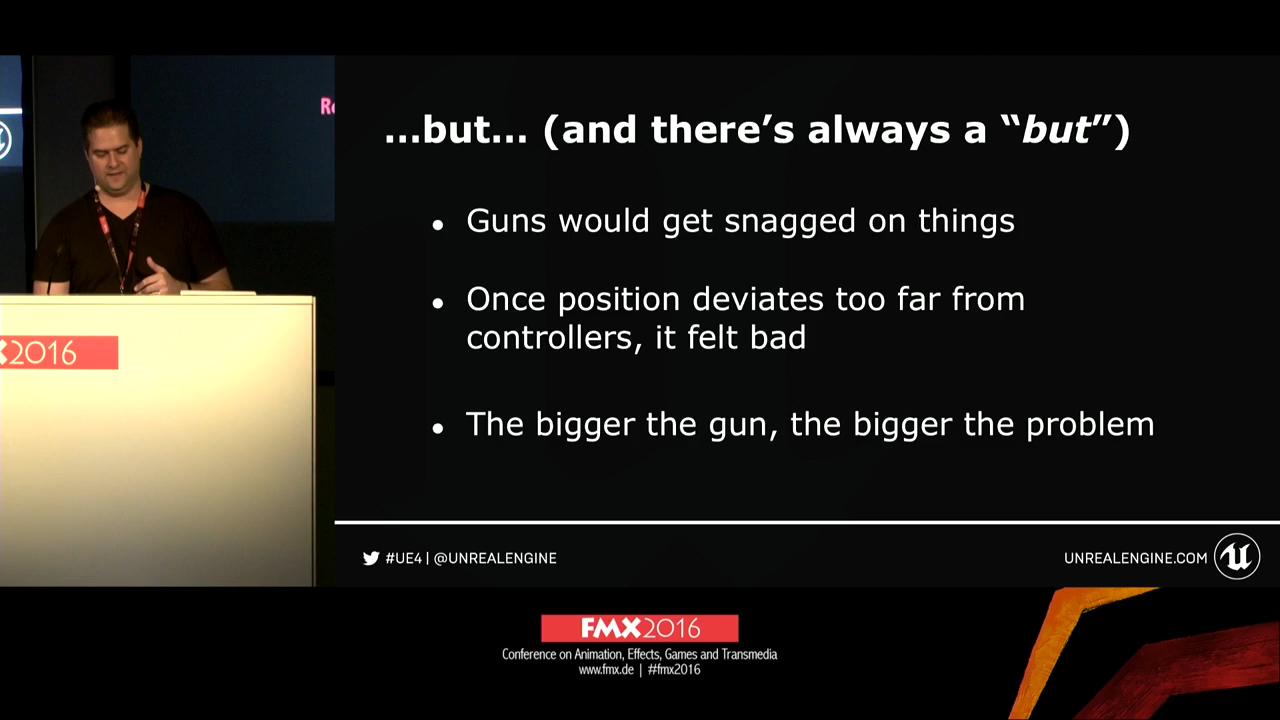 Re
...but... (and there's always a "but")
• Guns would get snagged on things
• Once position deviates too far from
controllers, it felt bad
• The bigger the gun, the bigger the problem
X2016
#UE4 | @UNREALENGINE
UNREALENGINE.COM
FMX2016
Conference on Animation, Effects, Games and Transmedia
www.fmx.de | #fmx2016